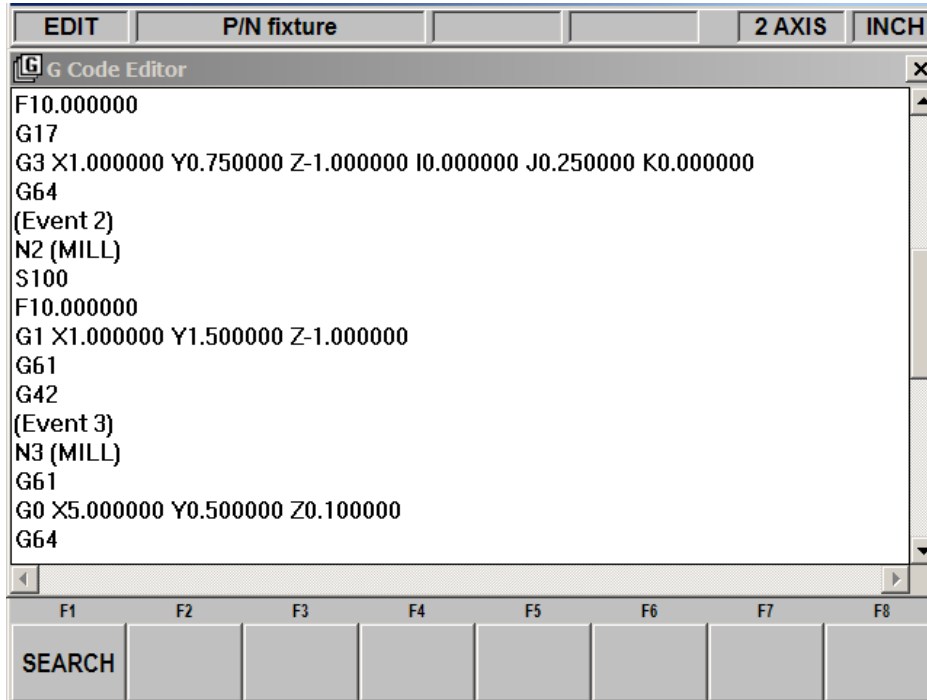 EDIT P/N fixture 2 AXIS INCH
G G Code Editor
F10.000000
G17
G3 X1.000000 Y0.750000 Z-1.000000 I0.000000 J0.250000 K0.000000
G64
(Event 2)
N2 (MILL)
S100
F10.000000
G1 X1.000000 Y1.500000 Z-1.000000
G61
G42
(Event 3)
N3 (MILL)
G61
G0 X5.000000 Y0.500000 Z0.100000
G64
F1 F2 F3 F4 F5 F6 F7 F8
SEARCH